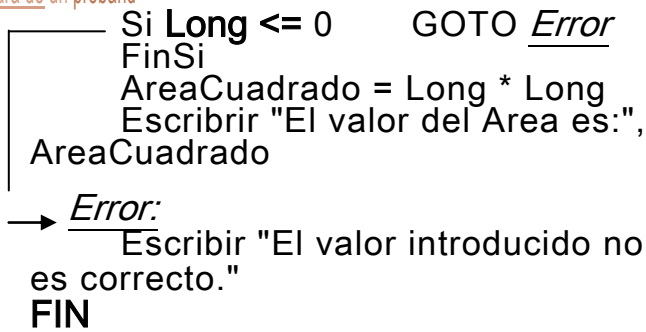 Si Long <= 0 GOTO Error
FinSi
AreaCuadrado = Long * Long
Escribrir "El valor del Area es:",
AreaCuadrado
Error:
Escribir "El valor introducido no
es correcto."
FIN